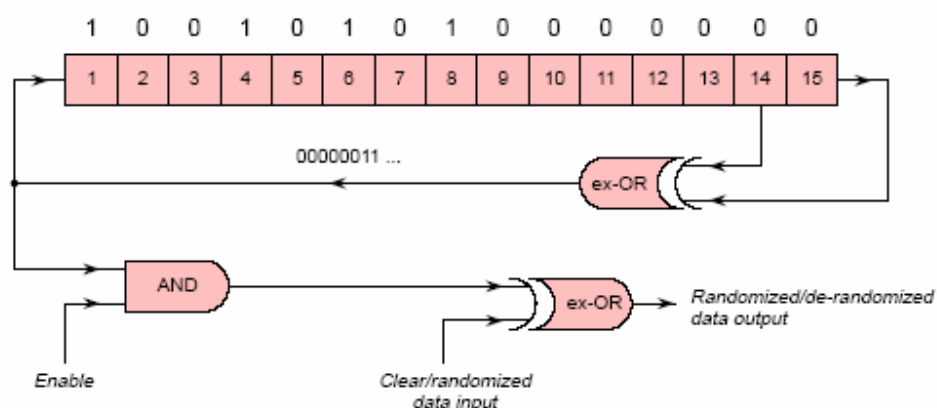 1 0 0 1 0 1 0 1 0 0 0 0 0 0 0
1 2 3 4 5 6 7 8 9 10 11 12 13 14 15
00000011 ...
ex-OR
AND
ex-OR
Randomized/de-randomized
data output
Enable
Clear/randomized
data input